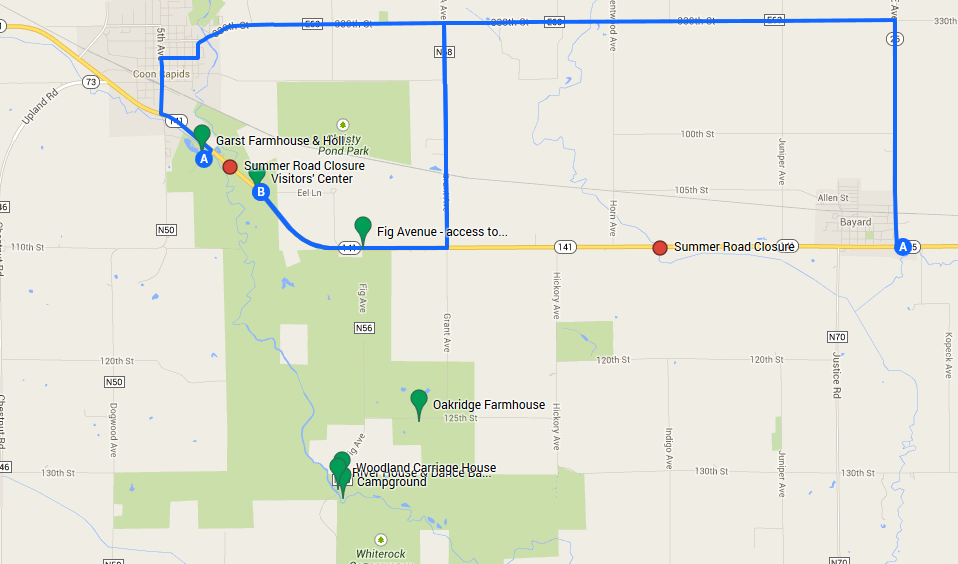 330th St
E63
330th St
E63
330th St
E63
330th St
25
N58
5th Av
Coon Rapids
73
Upland Rd
141
Garst Farmhouse & Holl...
Pond Park
100th St
Juniper Ave
A
Summer Road Closure
Visitors' Center
B
Eel Ln
105th St
Allen St
Bayard
Horn Ave
46
N50
Fig Avenue - access to...
110th St
141
141
Summer Road Closure
A
Fig Ave
Hickory Ave
N56
Grant Ave
N70
Justice Rd
Kopeck Ave
120th St
120th St
120th St
N50
Dogwood Ave
Oakridge Farmhouse
125th St
Hickory Ave
Indigo Ave
Juniper Ave
46
130th St
Woodland Carriage House
River House & Dance Ba...
Campground
130th St
130th St
Whiterock
N50
N70